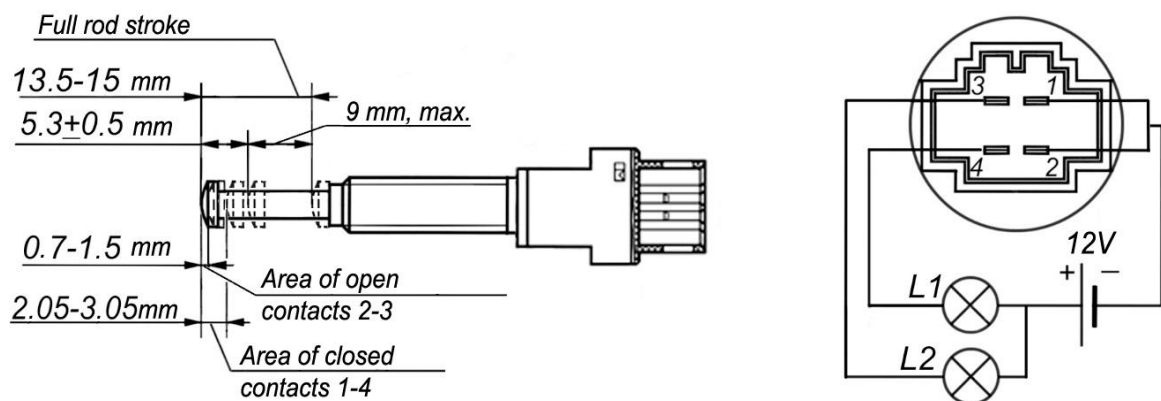 Full rod stroke
13.5-15 mm
5.3±0.5 mm
9 mm, max.
0.7-1.5 mm
Area of open
contacts 2-3
2.05-3.05mm
Area of closed
contacts 1-4
3 1
4 2
12V
+ −
L1
L2